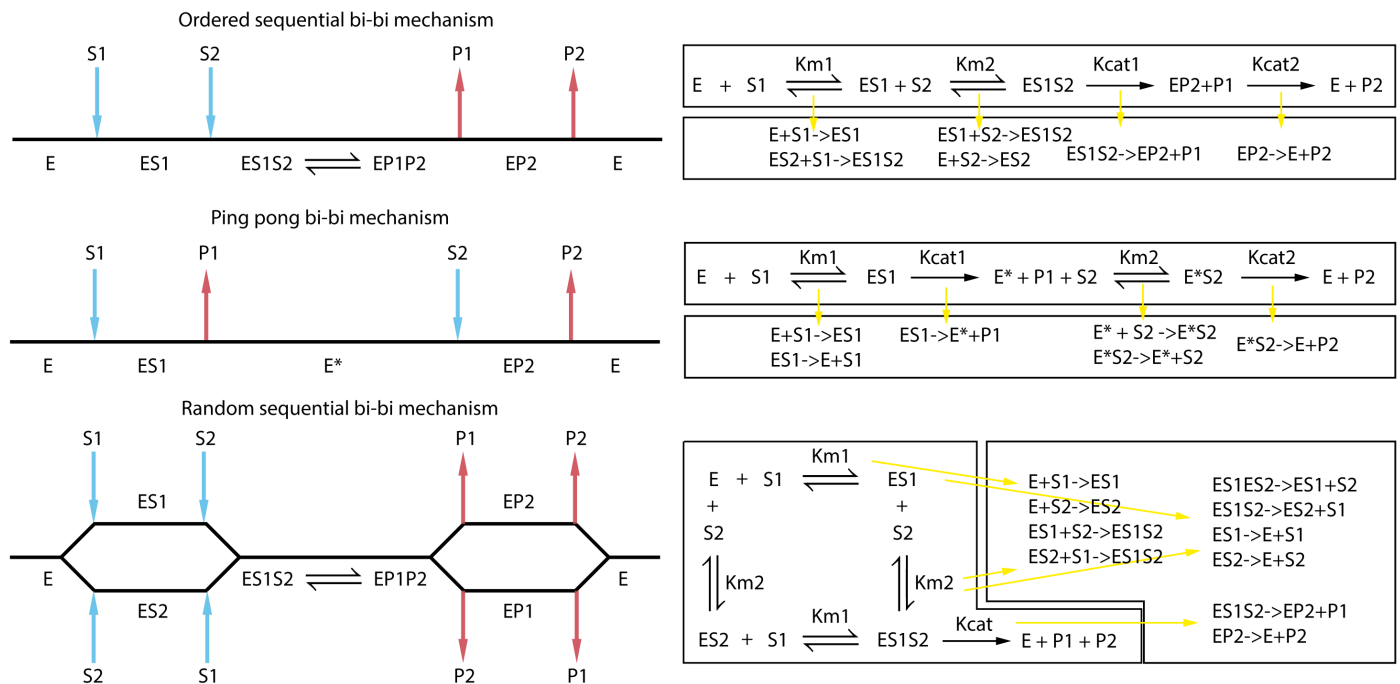 Ordered sequential bi-bi mechanism
S1 S2 P1 P2
E ES1 ES1S2 EP1P2 EP2 E
Km1 Km2 Kcat1 Kcat2
E + S1 ES1 + S2 ES1S2 EP2+P1 E + P2
E+S1->ES1 ES1+S2->ES1S2
ES2+S1->ES1S2 E+S2->ES2 ES1S2->EP2+P1 EP2->E+P2
Ping pong bi-bi mechanism
S1 P1 S2 P2
E ES1 E* EP2 E
Km1 Kcat1 Km2 Kcat2
E + S1 ES1 E* + P1 + S2 E*S2 E + P2
E+S1->ES1 ES1->E*+P1 E* + S2 ->E*S2 E*S2->E+P2
ES1->E+S1 E*S2->E*+S2
Random sequential bi-bi mechanism
S1 S2 P1 P2
ES1 EP2
E ES1S2 EP1P2 E
ES2 EP1
S2 S1 P2 P1
Km1
E + S1 ES1
+ +
S2 S2
Km2 Km2
Km1 Kcat
ES2 + S1 ES1S2 E + P1 + P2
E+S1->ES1
E+S2->ES2
ES1+S2->ES1S2
ES2+S1->ES1S2
ES1ES2->ES1+S2
ES1S2->ES2+S1
ES1->E+S1
ES2->E+S2
ES1S2->EP2+P1
EP2->E+P2